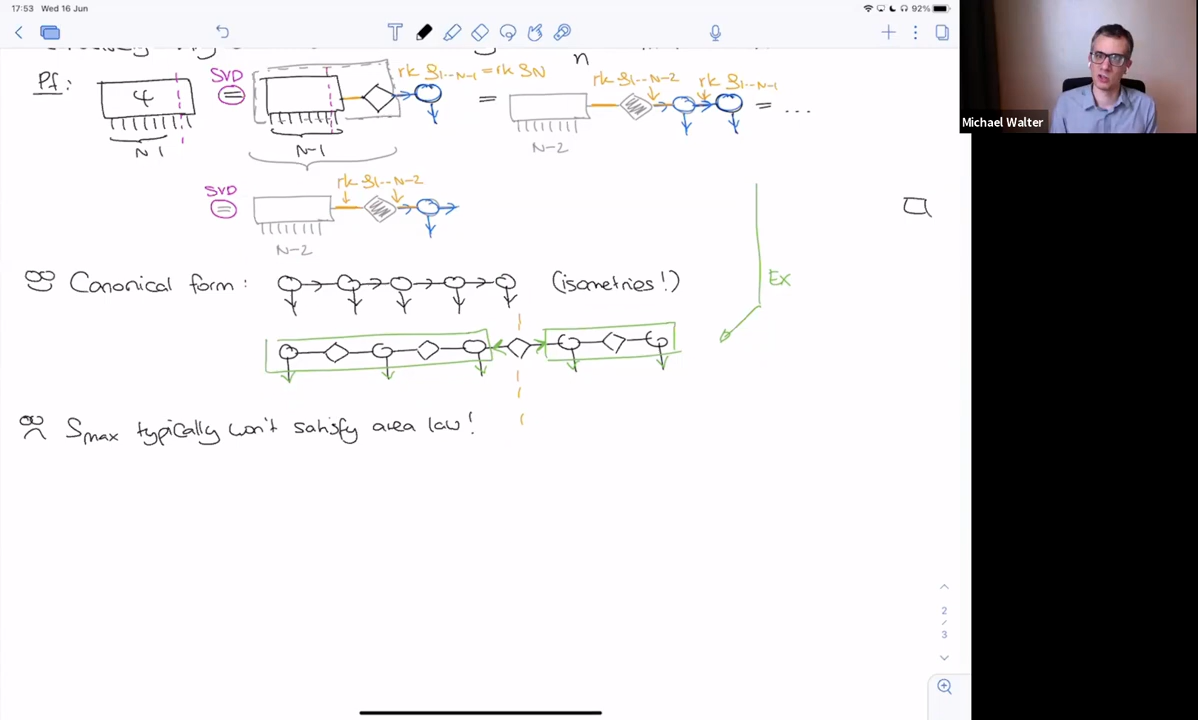 17:53 Wed 16 Jun
92%
n
Pf:
ψ
SVD
=
rk ρ1...N-1 = rk ρN
=
rk ρ1...N-2
rk ρ1...N-1
= ...
N-1
N-1
N-2
SVD
=
rk ρ1...N-2
N-2
Canonical form:
(isometries!)
Ex
Smax typically won't satisfy area law!
2
/
3
Michael Walter